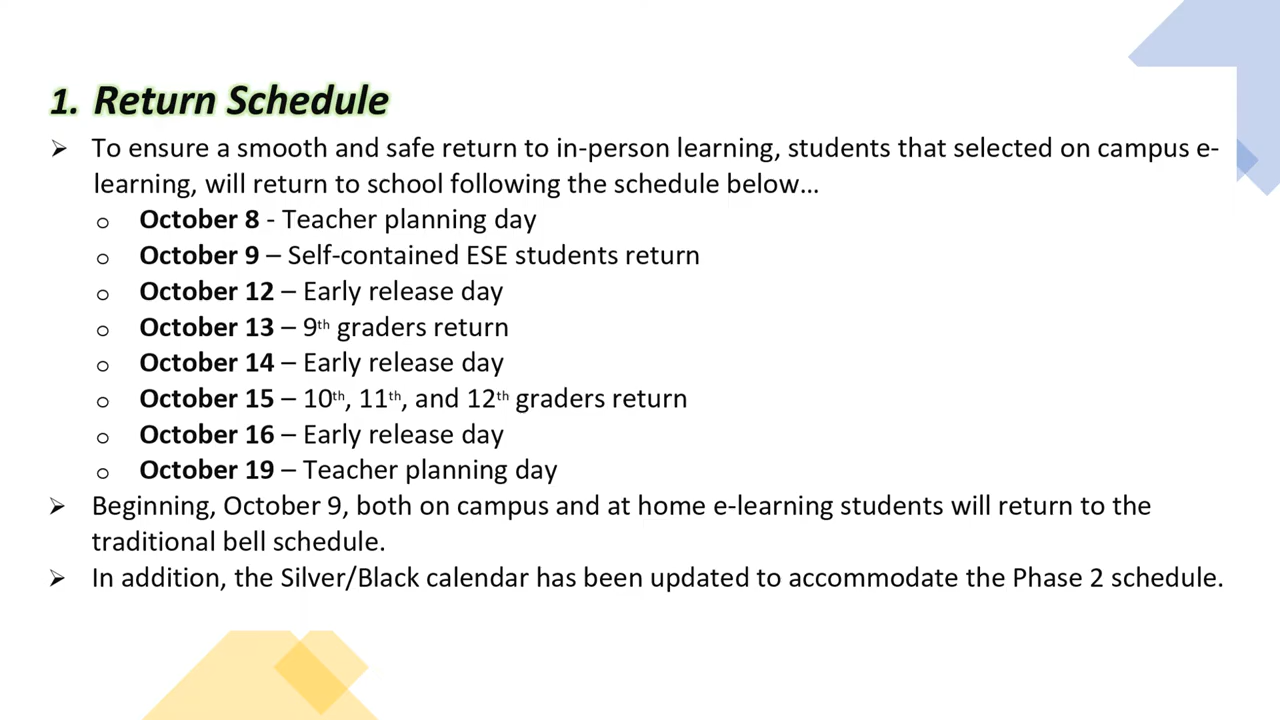 1. Return Schedule
➢ To ensure a smooth and safe return to in-person learning, students that selected on campus e-
learning, will return to school following the schedule below…
o October 8 - Teacher planning day
o October 9 – Self-contained ESE students return
o October 12 – Early release day
o October 13 – 9th graders return
o October 14 – Early release day
o October 15 – 10th, 11th, and 12th graders return
o October 16 – Early release day
o October 19 – Teacher planning day
➢ Beginning, October 9, both on campus and at home e-learning students will return to the
traditional bell schedule.
➢ In addition, the Silver/Black calendar has been updated to accommodate the Phase 2 schedule.